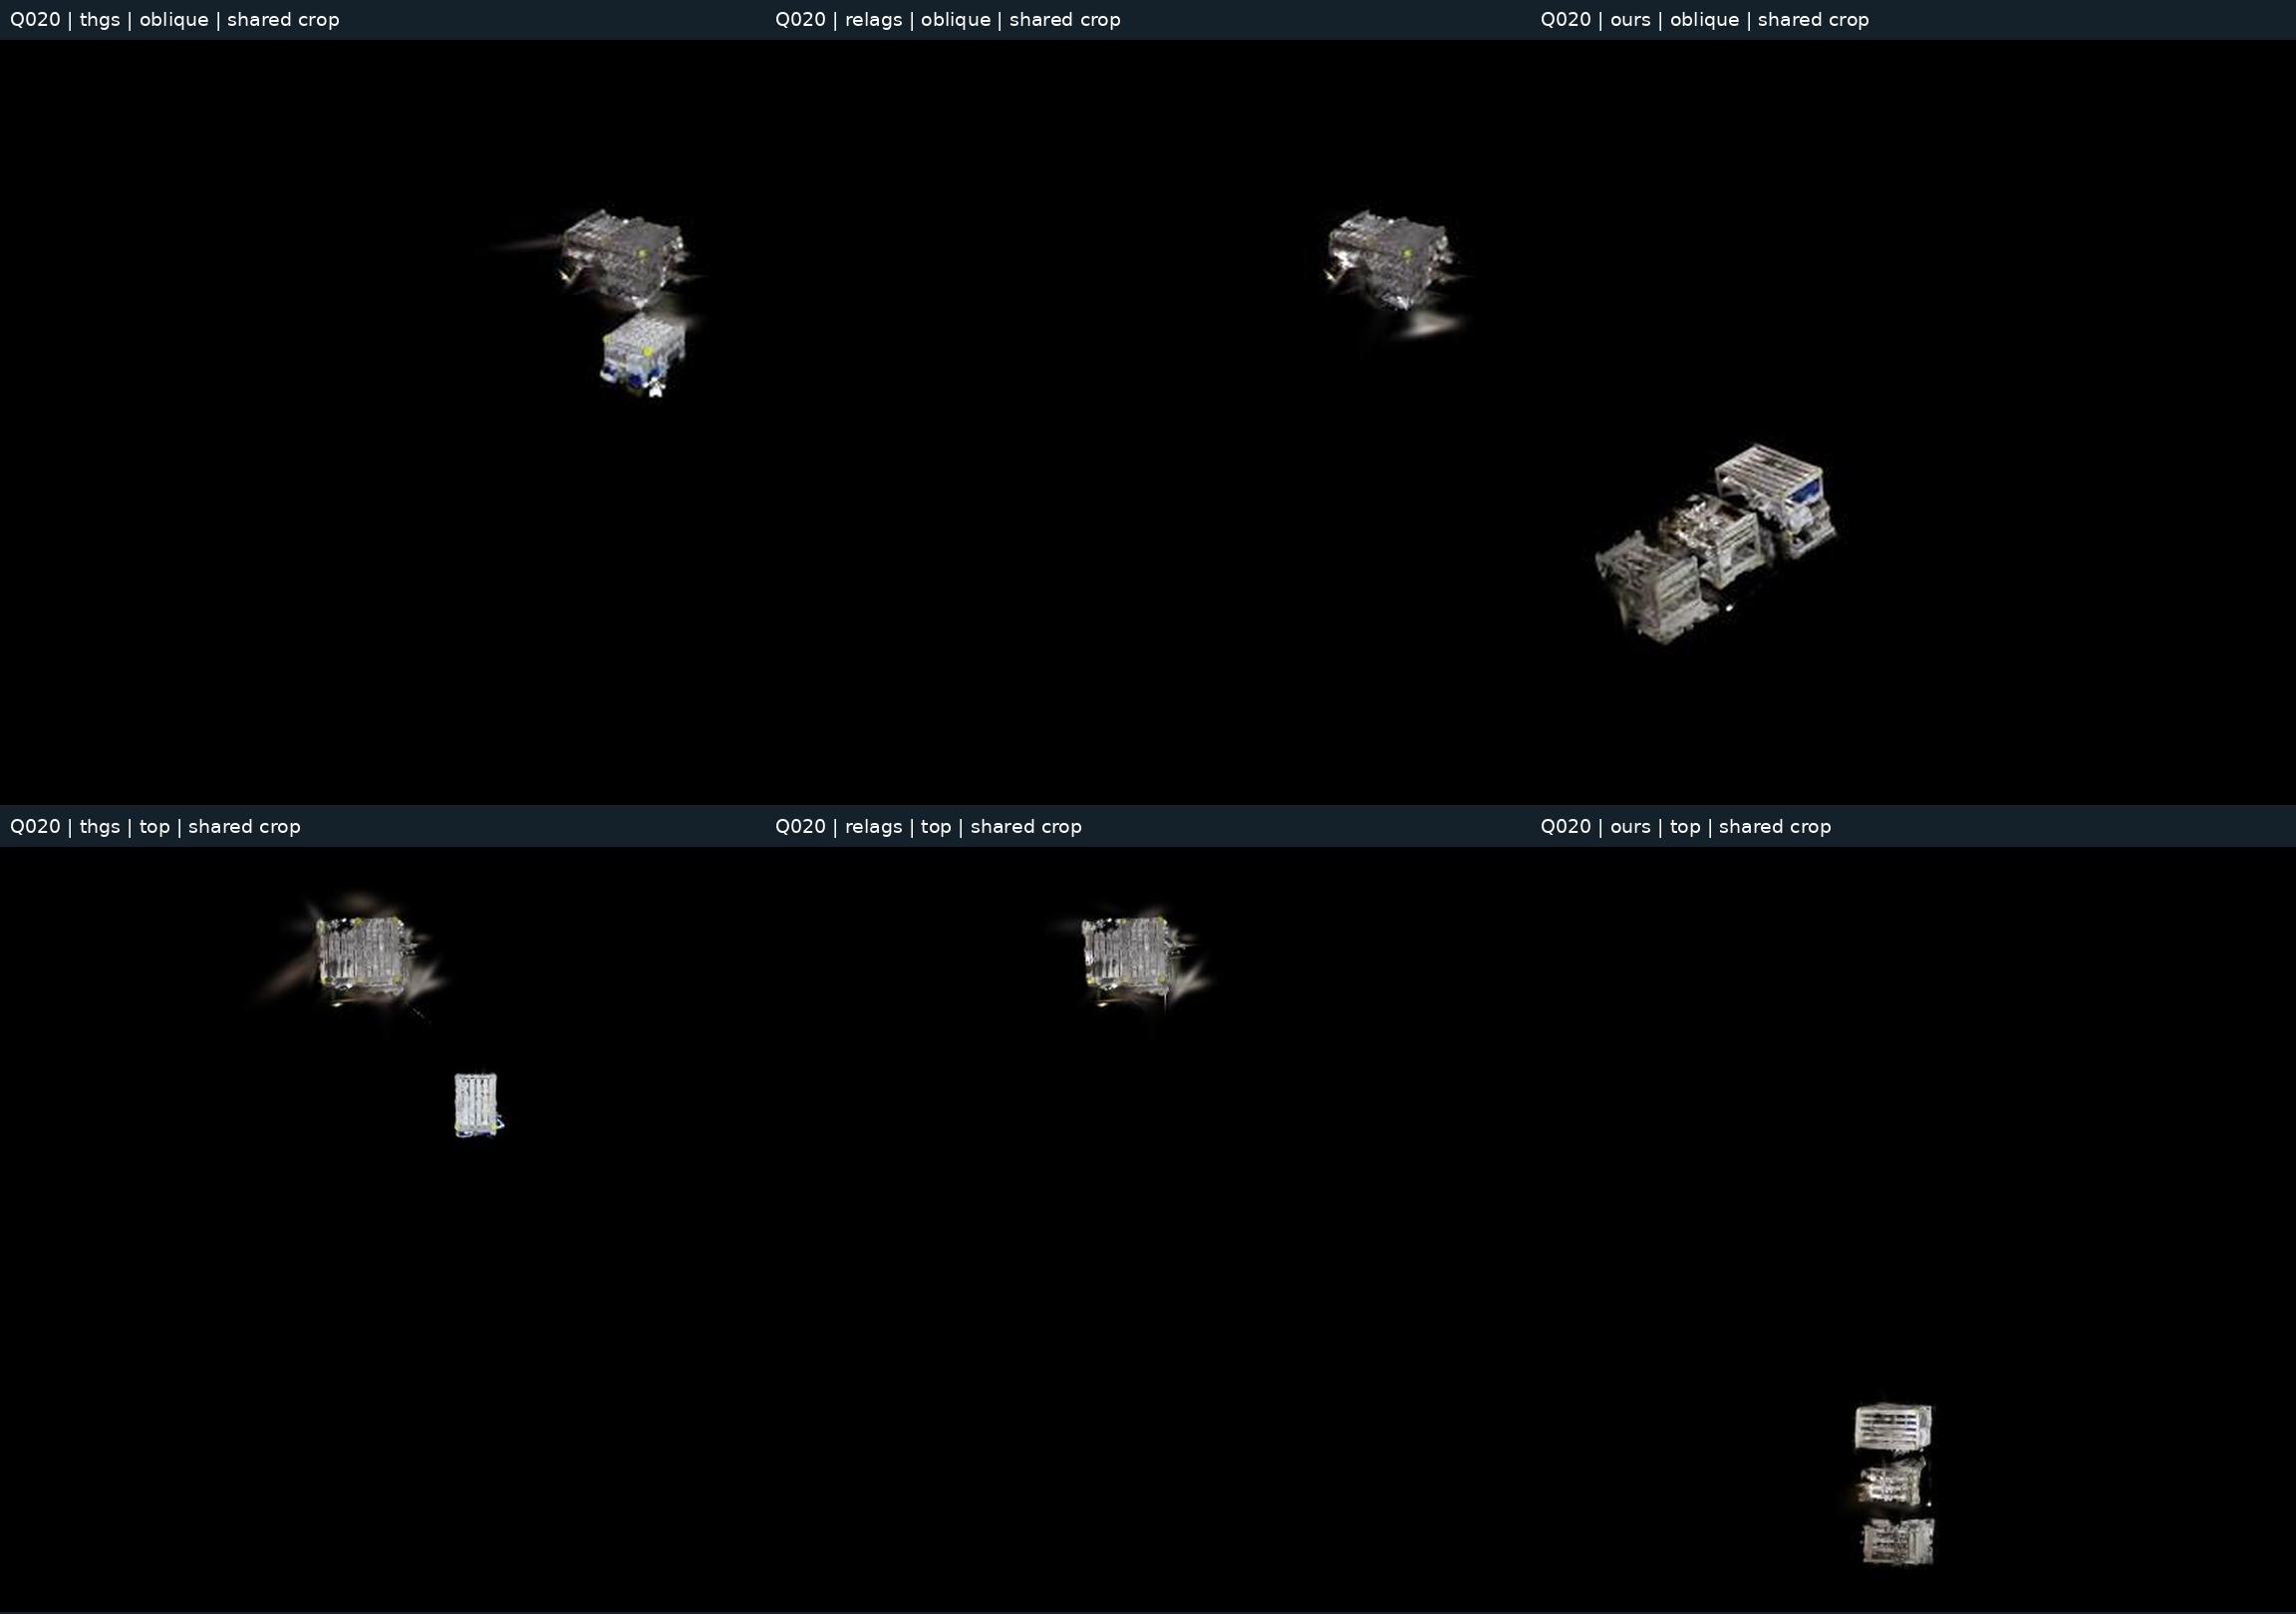 Q020 | thgs | oblique | shared crop
Q020 | relags | oblique | shared crop
Q020 | ours | oblique | shared crop
Q020 | thgs | top | shared crop
Q020 | relags | top | shared crop
Q020 | ours | top | shared crop